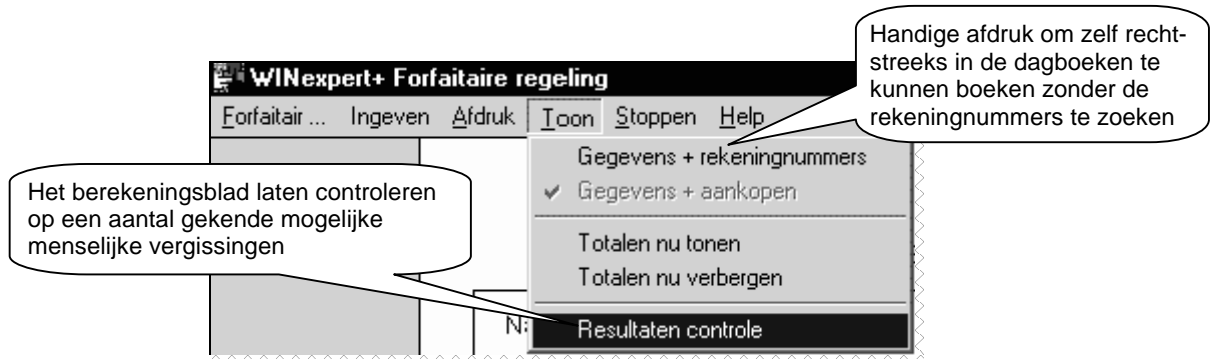 Handige afdruk om zelf recht-
streeks in de dagboeken te
kunnen boeken zonder de
rekeningnummers te zoeken
WINexpert+ Forfaitaire regeling
Forfaitair ... Ingeven Afdruk Toon Stoppen Help
Gegevens + rekeningnummers
Gegevens + aankopen
Het berekeningsblad laten controleren
op een aantal gekende mogelijke
menselijke vergissingen
Totalen nu tonen
Totalen nu verbergen
Resultaten controle